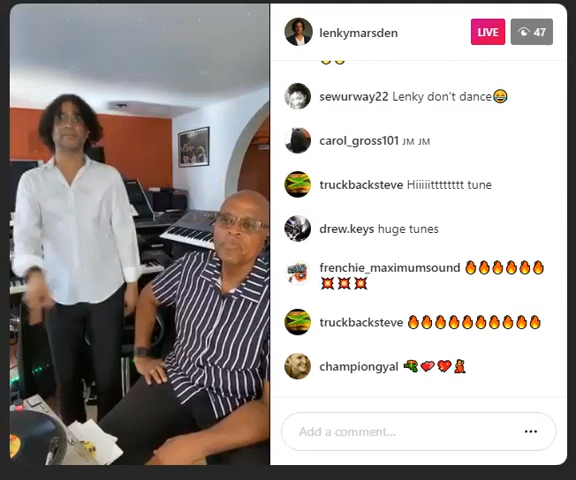 lenkymarsden
LIVE 47
sewurway22 Lenky don't dance😂
carol_gross101 JM JM
truckbacksteve Hiiiiittttttttt tune
drew.keys huge tunes
frenchie_maximumsound 🔥🔥🔥🔥🔥🔥
💥💥💥
truckbacksteve 🔥🔥🔥🔥🔥🔥🔥🔥🔥🔥
championgyal 🔫💕❤️💃
Add a comment...